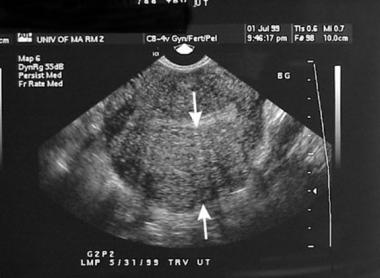 TRV UT
UNIV OF MA RM 2
C8-4v Gyn/Fert/Pel
01 Jul 99
9:46:17 pm
TIs 0.6
MI 0.7
F# 98
10.0cm
Map 6
DynRg 55dB
Persist Med
Fr Rate Med
BG
G2P2
LMP 5/31/99 TRV UT